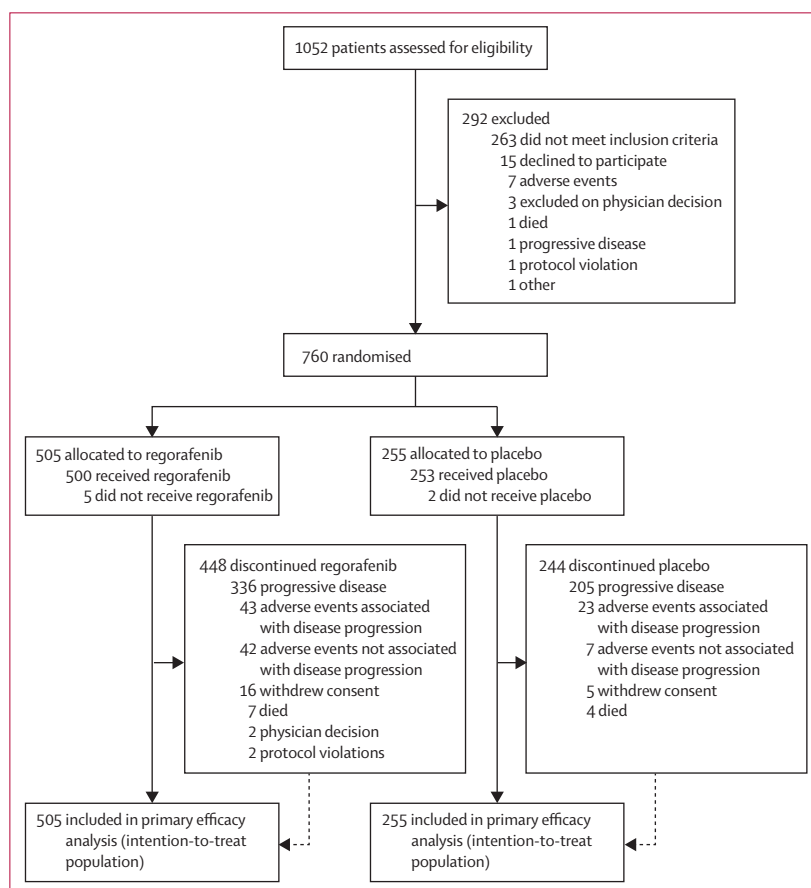 1052 patients assessed for eligibility
292 excluded
263 did not meet inclusion criteria
15 declined to participate
7 adverse events
3 excluded on physician decision
1 died
1 progressive disease
1 protocol violation
1 other
760 randomised
505 allocated to regorafenib
500 received regorafenib
5 did not receive regorafenib
255 allocated to placebo
253 received placebo
2 did not receive placebo
448 discontinued regorafenib
336 progressive disease
43 adverse events associated
with disease progression
42 adverse events not associated
with disease progression
16 withdrew consent
7 died
2 physician decision
2 protocol violations
244 discontinued placebo
205 progressive disease
23 adverse events associated
with disease progression
7 adverse events not associated
with disease progression
5 withdrew consent
4 died
505 included in primary efficacy
analysis (intention-to-treat
population)
255 included in primary efficacy
analysis (intention-to-treat
population)